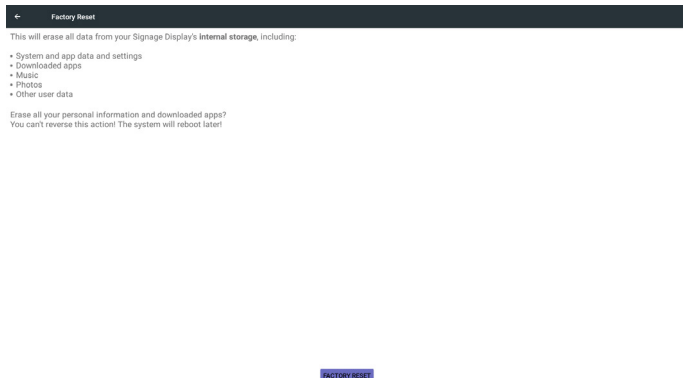 Factory Reset
This will erase all data from your Signage Display's internal storage, including:
• System and app data and settings
• Downloaded apps
• Music
• Photos
• Other user data
Erase all your personal information and downloaded apps?
You can't reverse this action! The system will reboot later!
FACTORY RESET